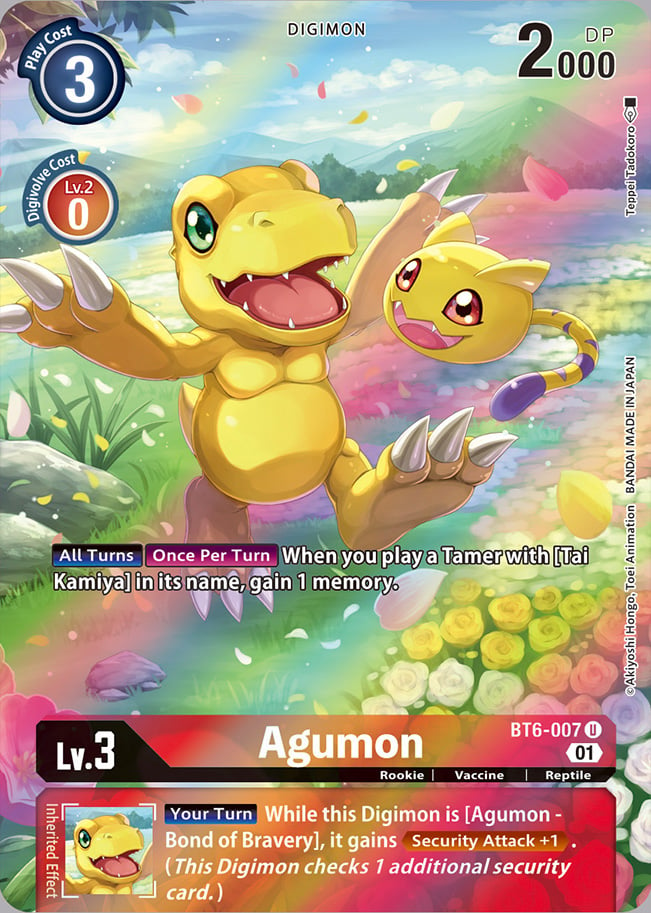 DIGIMON
Play Cost
3
DP
2000
Digivolve Cost
Lv.2
0
Teppei Tadokoro
BANDAI MADE IN JAPAN
©Akiyoshi Hongo, Toei Animation
All Turns Once Per Turn When you play a Tamer with [Tai
Kamiya] in its name, gain 1 memory.
Lv.3
Agumon
BT6-007 U
01
Rookie | Vaccine | Reptile
Inherited Effect
Your Turn While this Digimon is [Agumon -
Bond of Bravery], it gains Security Attack +1 .
(This Digimon checks 1 additional security
card.)